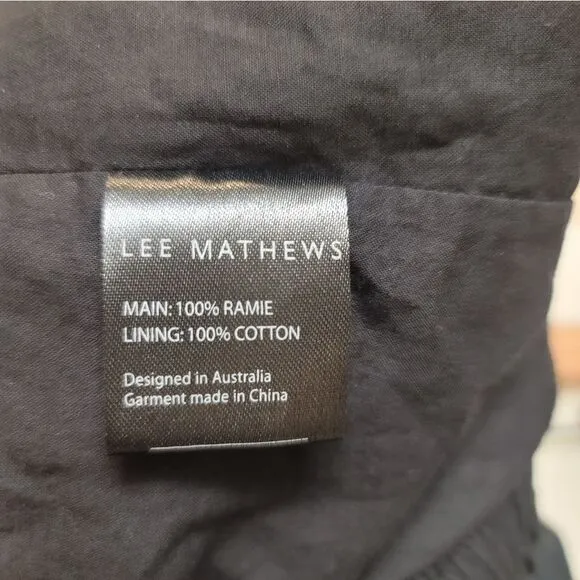 LEE MATHEWS
MAIN: 100% RAMIE
LINING: 100% COTTON
Designed in Australia
Garment made in China